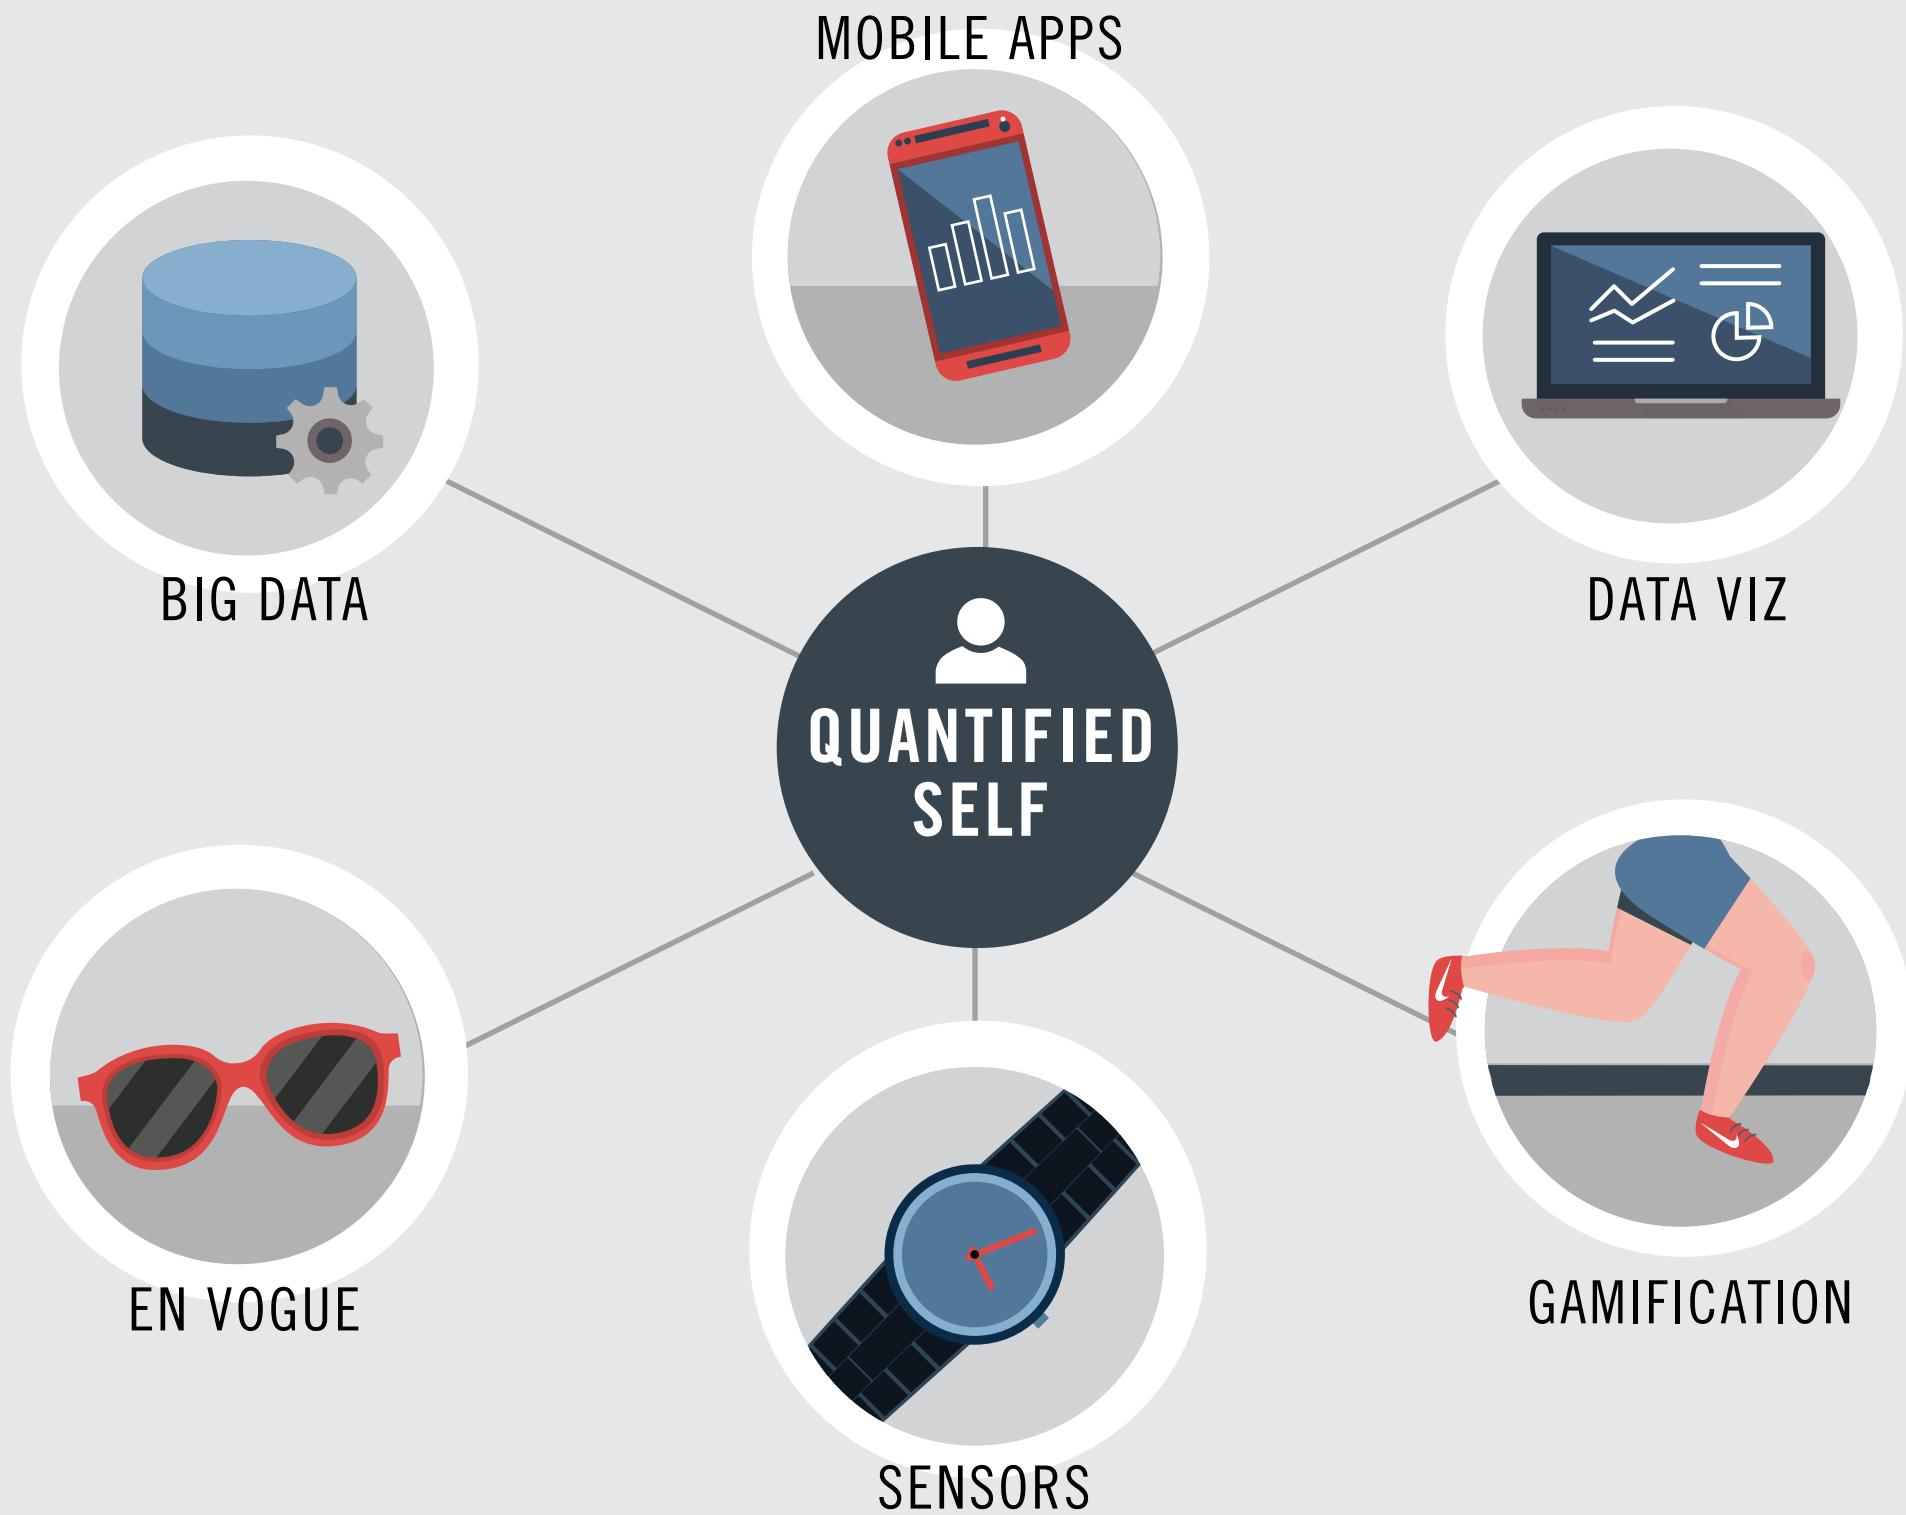 MOBILE APPS
BIG DATA
DATA VIZ
QUANTIFIED
SELF
EN VOGUE
GAMIFICATION
SENSORS